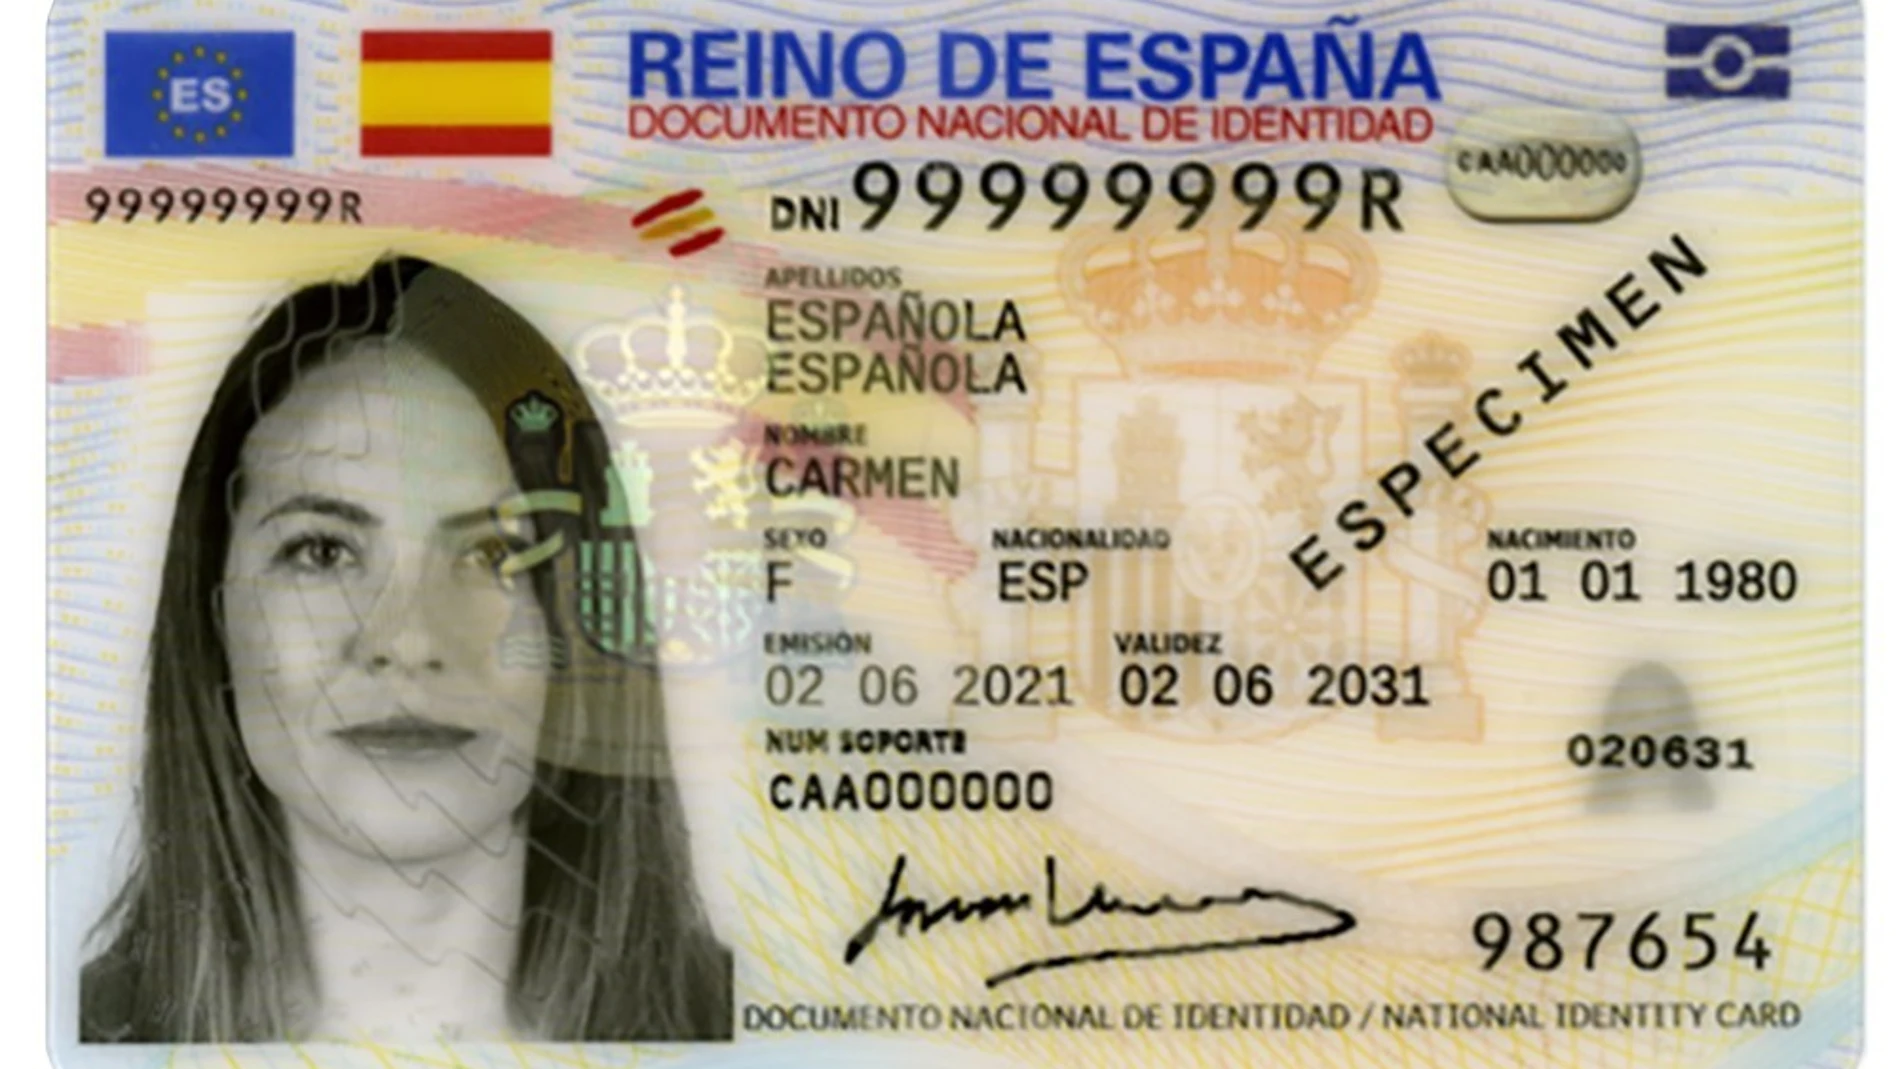 ES
REINO DE ESPAÑA
DOCUMENTO NACIONAL DE IDENTIDAD
CAA000000
99999999R
DNI 99999999R
APELLIDOS
ESPAÑOLA
ESPAÑOLA
NOMBRE
CARMEN
SEXO NACIONALIDAD NACIMIENTO
F ESP 01 01 1980
ESPECIMEN
EMISIÓN VALIDEZ
02 06 2021 02 06 2031
NUM SOPORTE
CAA000000
020631
987654
DOCUMENTO NACIONAL DE IDENTIDAD / NATIONAL IDENTITY CARD